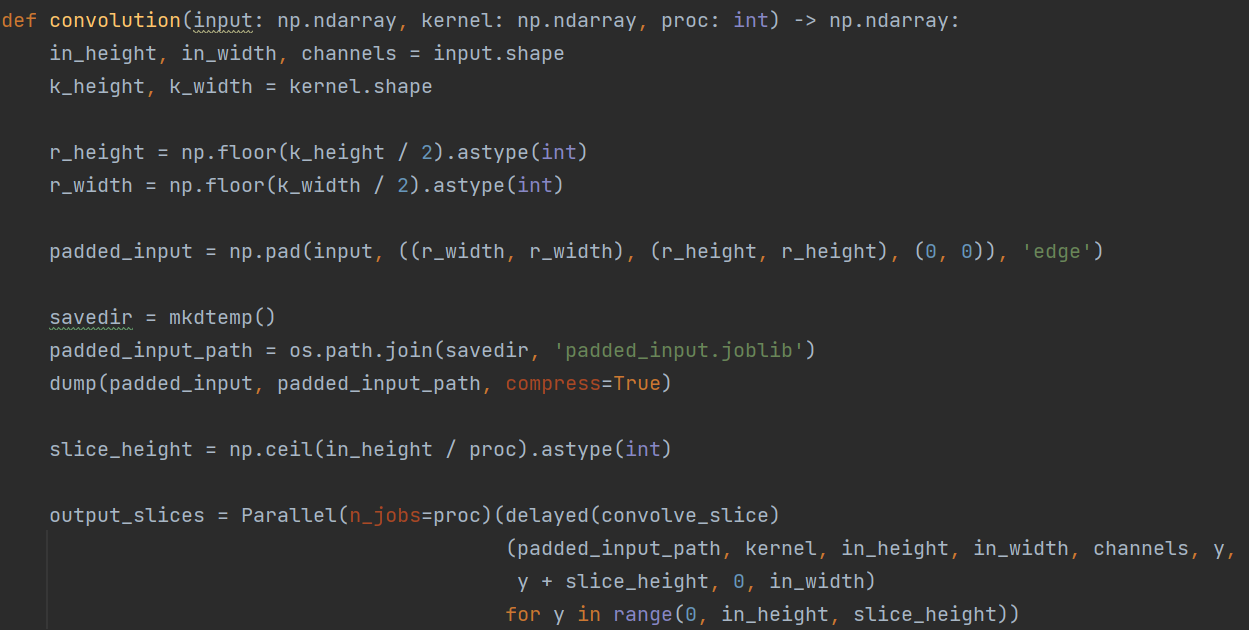 def convolution(input: np.ndarray, kernel: np.ndarray, proc: int) -> np.ndarray:
    in_height, in_width, channels = input.shape
    k_height, k_width = kernel.shape

    r_height = np.floor(k_height / 2).astype(int)
    r_width = np.floor(k_width / 2).astype(int)

    padded_input = np.pad(input, ((r_width, r_width), (r_height, r_height), (0, 0)), 'edge')

    savedir = mkdtemp()
    padded_input_path = os.path.join(savedir, 'padded_input.joblib')
    dump(padded_input, padded_input_path, compress=True)

    slice_height = np.ceil(in_height / proc).astype(int)

    output_slices = Parallel(n_jobs=proc)(delayed(convolve_slice)
                                          (padded_input_path, kernel, in_height, in_width, channels, y,
                                           y + slice_height, 0, in_width)
                                          for y in range(0, in_height, slice_height))